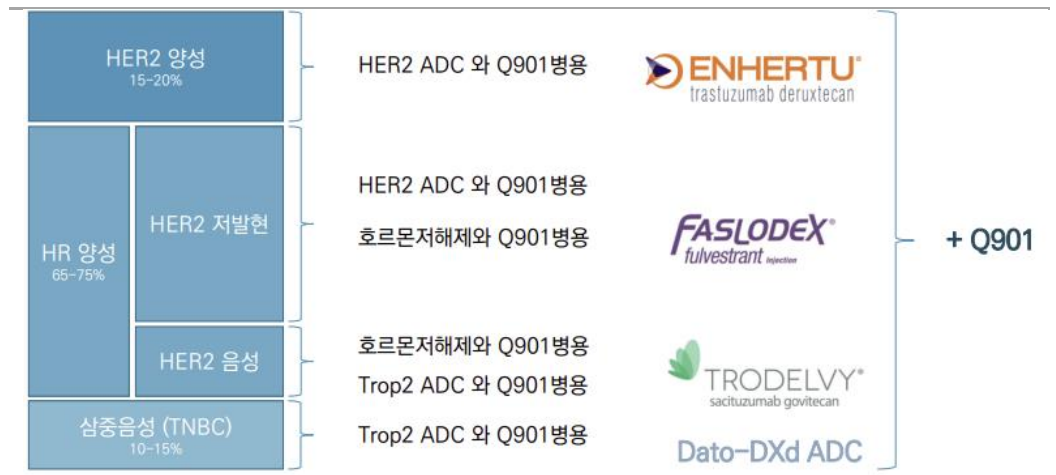 HER2 양성
15-20%
HER2 ADC 와 Q901병용
ENHERTU®
trastuzumab deruxtecan
HR 양성
65-75%
HER2 저발현
HER2 ADC 와 Q901병용
호르몬저해제와 Q901병용
FASLODEX®
fulvestrant injection
+ Q901
HER2 음성
호르몬저해제와 Q901병용
Trop2 ADC 와 Q901병용
TRODELVY®
sacituzumab govitecan
삼중음성 (TNBC)
10-15%
Trop2 ADC 와 Q901병용
Dato-DXd ADC